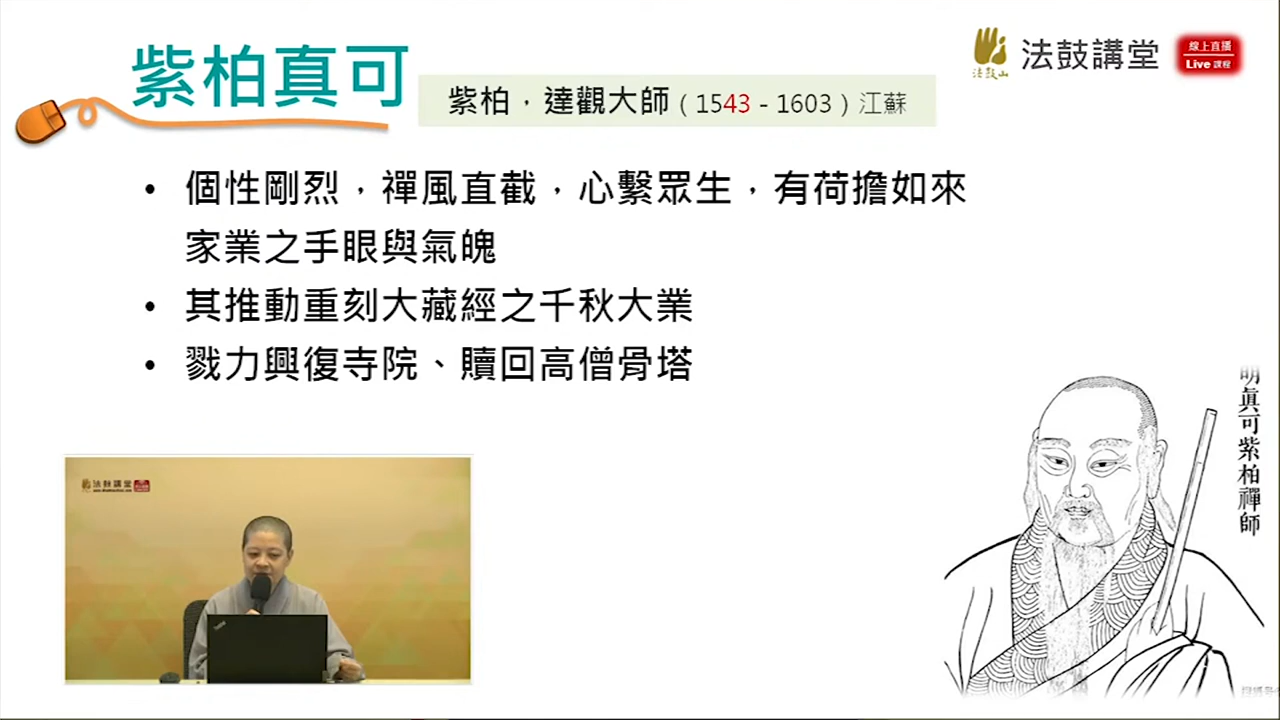 紫柏真可
紫柏，達觀大師（1543 - 1603）江蘇
法鼓山
法鼓講堂
線上直播
Live 課程
• 個性剛烈，禪風直截，心繫眾生，有荷擔如來
家業之手眼與氣魄
• 其推動重刻大藏經之千秋大業
• 戮力興復寺院、贖回高僧骨塔
法鼓講堂
明眞可紫柏禪師